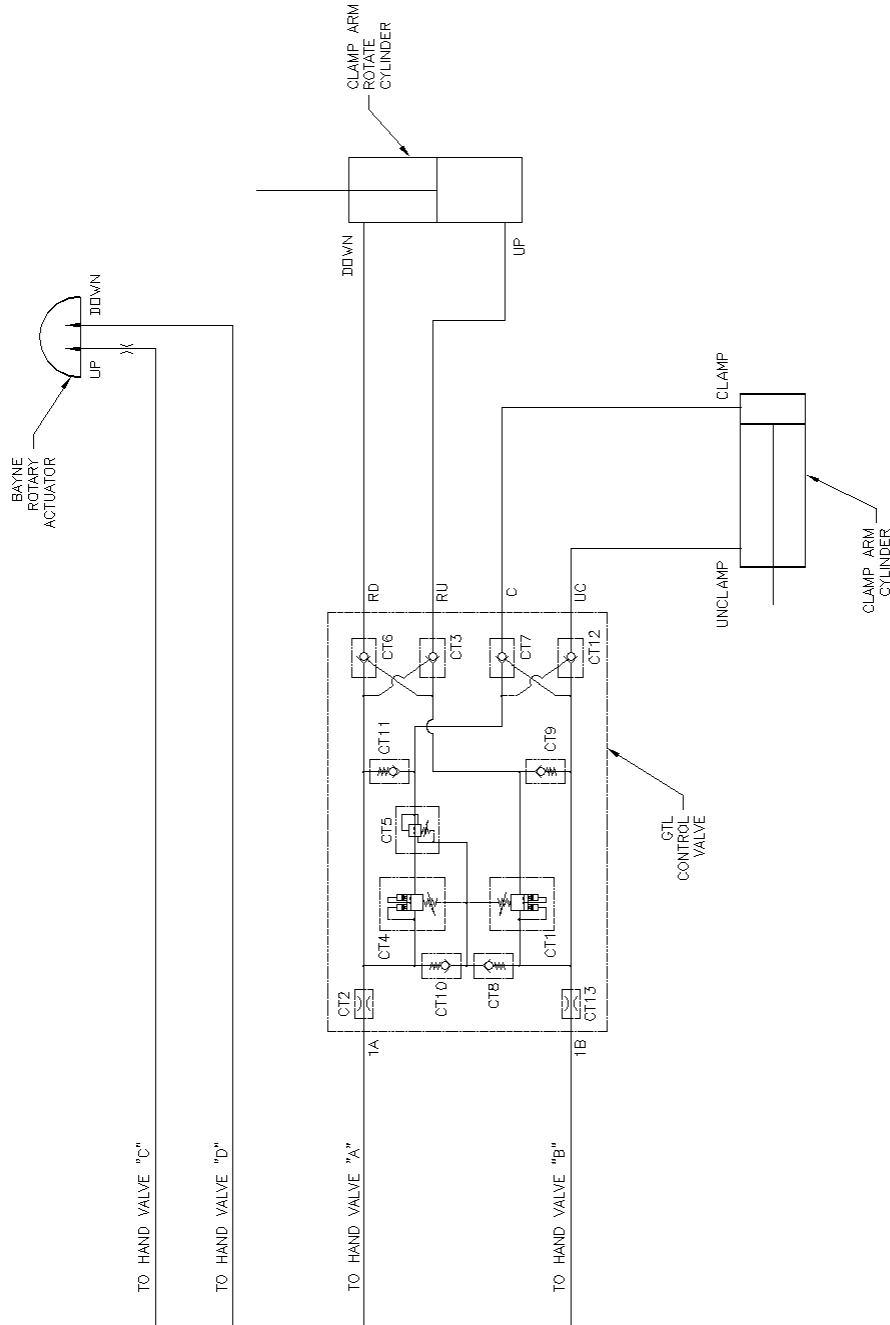 BAYNE
ROTARY
ACTUATOR
UP
DOWN
CLAMP ARM
ROTATE
CYLINDER
DOWN
UP
CLAMP
UNCLAMP
CLAMP ARM
CYLINDER
RD
RU
C
UC
CT6
CT3
CT7
CT12
CT11
CT9
CT5
CT4
CT1
CT10
CT8
CT2
CT13
1A
1B
GTL
CONTROL
VALVE
TO HAND VALVE "C"
TO HAND VALVE "D"
TO HAND VALVE "A"
TO HAND VALVE "B"